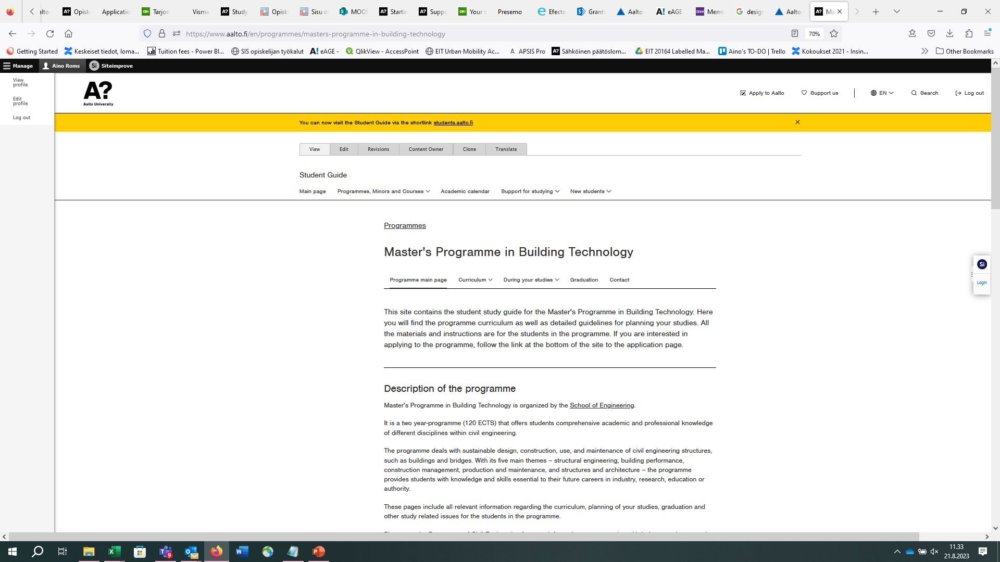 alto-
A? Opisk
Applicatio
Tarjon
Visma
A? Study
Opisk
Sisu o
MOOC
A? Startin
A? Suppo
Your s
Presemo
Efecte
Grants
Aalto-
A! eAGE
Memb
design
Aalto-
A? Ma
https://www.aalto.fi/en/programmes/masters-programme-in-building-technology
70%
Getting Started
Keskeiset tiedot, loma...
Tuition fees - Power BI...
SIS opiskelijan työkalut
A! eAGE -
QlikView - AccessPoint
EIT Urban Mobility Ac...
APSIS Pro
A? Sähköinen päätöslom...
EIT 20164 Labelled Ma...
Aino's TO-DO | Trello
Kokoukset 2021 - Insin...
Other Bookmarks
Manage
Aino Roms
Si Siteimprove
View profile
Edit profile
Log out
A?
Aalto University
Apply to Aalto
Support us
EN
Search
Log out
You can now visit the Student Guide via the shortlink students.aalto.fi
View
Edit
Revisions
Content Owner
Clone
Translate
Student Guide
Main page
Programmes, Minors and Courses
Academic calendar
Support for studying
New students
Programmes
Master's Programme in Building Technology
Programme main page
Curriculum
During your studies
Graduation
Contact
Si
Login
This site contains the student study guide for the Master's Programme in Building Technology. Here
you will find the programme curriculum as well as detailed guidelines for planning your studies. All
the materials and instructions are for the students in the programme. If you are interested in
applying to the programme, follow the link at the bottom of the site to the application page.
Description of the programme
Master's Programme in Building Technology is organized by the School of Engineering.
It is a two year-programme (120 ECTS) that offers students comprehensive academic and professional knowledge
of different disciplines within civil engineering.
The programme deals with sustainable design, construction, use, and maintenance of civil engineering structures,
such as buildings and bridges. With its five main themes – structural engineering, building performance,
construction management, production and maintenance, and structures and architecture – the programme
provides students with knowledge and skills essential to their future careers in industry, research, education or
authority.
These pages include all relevant information regarding the curriculum, planning of your studies, graduation and
other study related issues for the students in the programme.
9
11.33
21.8.2023